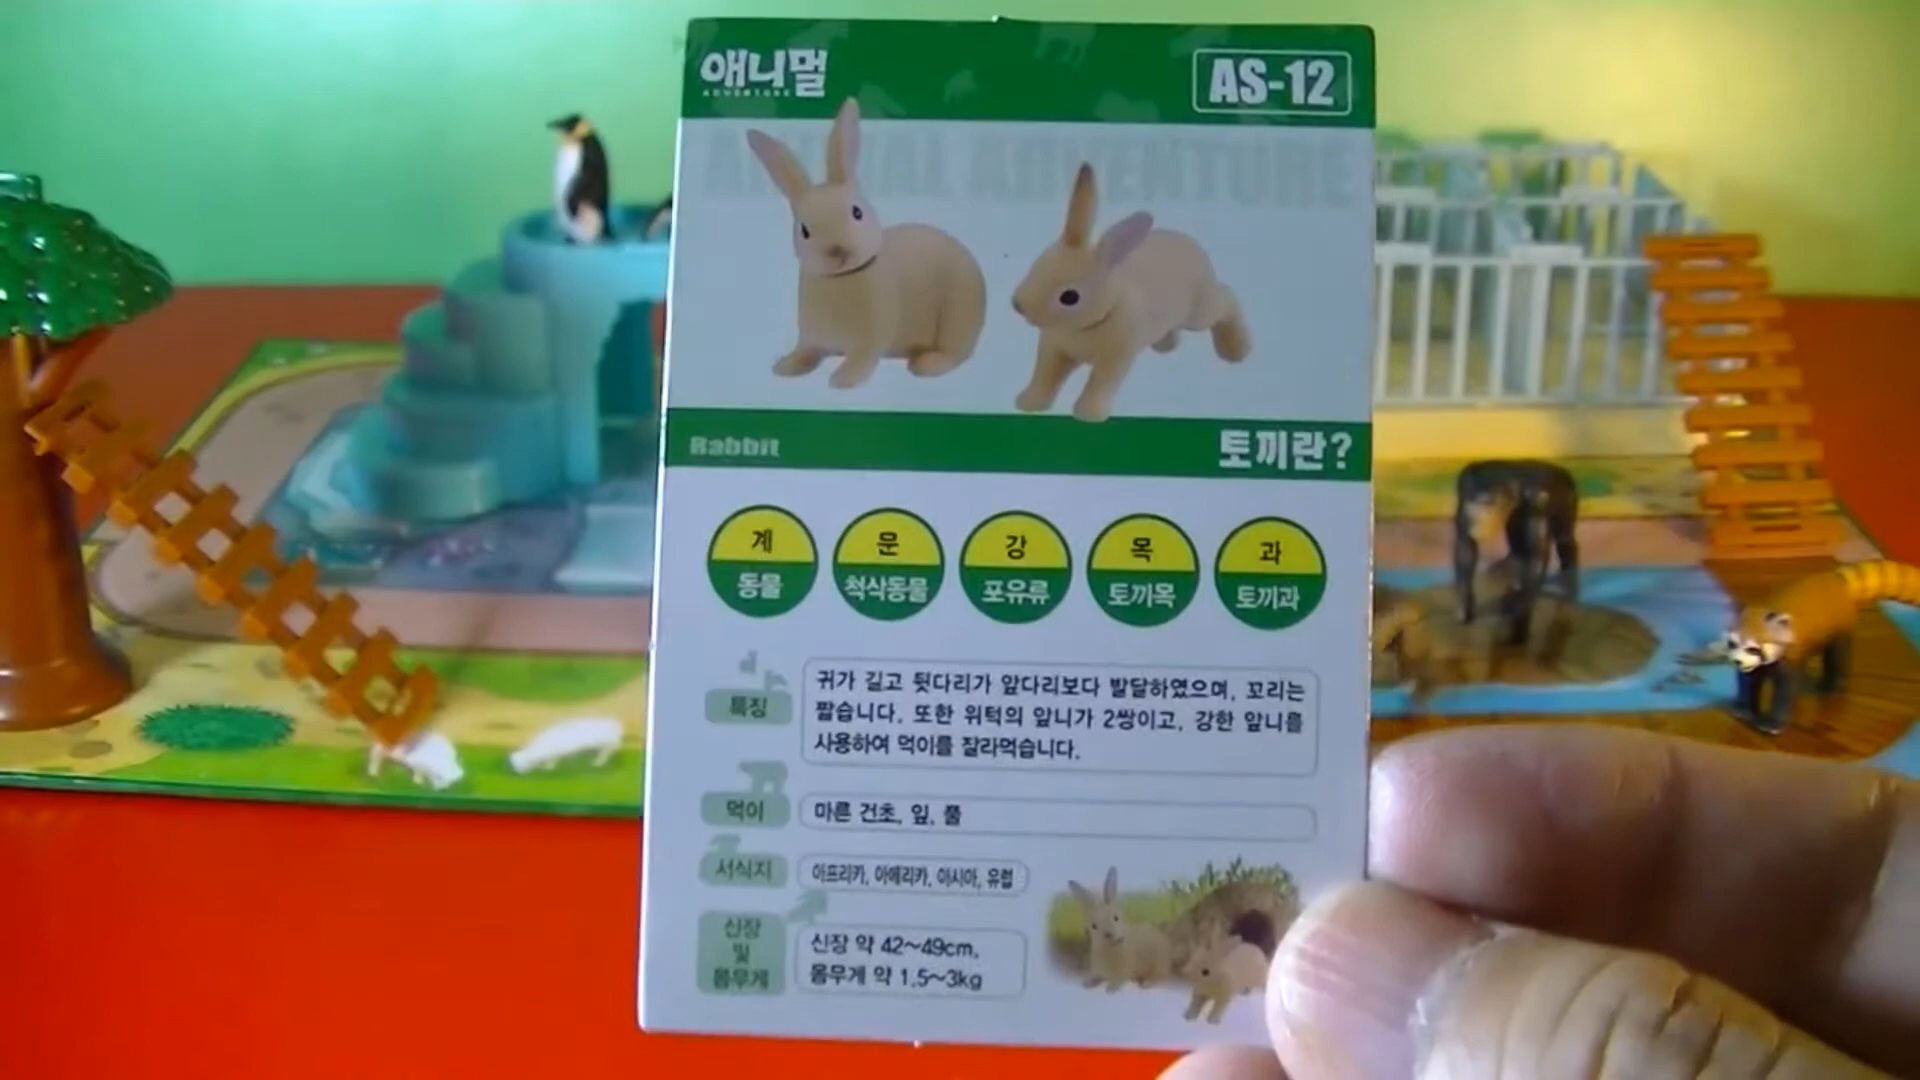 애니멀
ADVENTURE
AS-12
ANIMAL ADVENTURE
Rabbit
토끼란?
계
동물
문
척삭동물
강
포유류
목
토끼목
과
토끼과
특징
귀가 길고 뒷다리가 앞다리보다 발달하였으며, 꼬리는
짧습니다. 또한 위턱의 앞니가 2쌍이고, 강한 앞니를
사용하여 먹이를 잘라먹습니다.
먹이
마른 건초, 잎, 풀
서식지
아프리카, 아메리카, 아시아, 유럽
신장
및
몸무게
신장 약 42~49cm,
몸무게 약 1.5~3kg